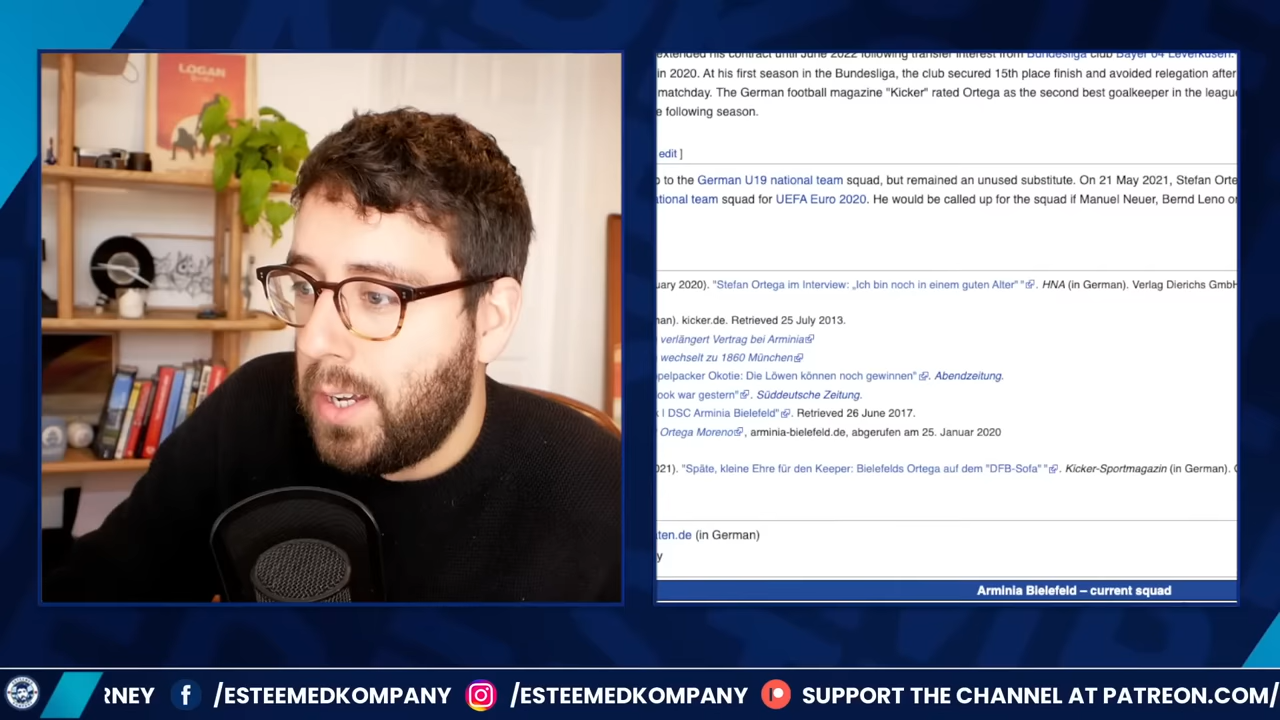 LOGAN
extended his contract until June 2022 following transfer interest from Bundesliga club Bayer 04 Leverkusen.
in 2020. At his first season in the Bundesliga, the club secured 15th place finish and avoided relegation after
matchday. The German football magazine "Kicker" rated Ortega as the second best goalkeeper in the league
e following season.
edit ]
to the German U19 national team squad, but remained an unused substitute. On 21 May 2021, Stefan Orte
ational team squad for UEFA Euro 2020. He would be called up for the squad if Manuel Neuer, Bernd Leno or
uary 2020). "Stefan Ortega im Interview: „Ich bin noch in einem guten Alter" ". HNA (in German). Verlag Dierichs GmbH
nan). kicker.de. Retrieved 25 July 2013.
verlängert Vertrag bei Arminia
wechselt zu 1860 München
ppelpacker Okotie: Die Löwen können noch gewinnen". Abendzeitung.
ook war gestern". Süddeutsche Zeitung.
k | DSC Arminia Bielefeld". Retrieved 26 June 2017.
Ortega Moreno, arminia-bielefeld.de, abgerufen am 25. Januar 2020
021). "Späte, kleine Ehre für den Keeper: Bielefelds Ortega auf dem "DFB-Sofa" ". Kicker-Sportmagazin (in German).
ten.de (in German)
y
Arminia Bielefeld – current squad
RNEY /ESTEEMEDKOMPANY /ESTEEMEDKOMPANY SUPPORT THE CHANNEL AT PATREON.COM/